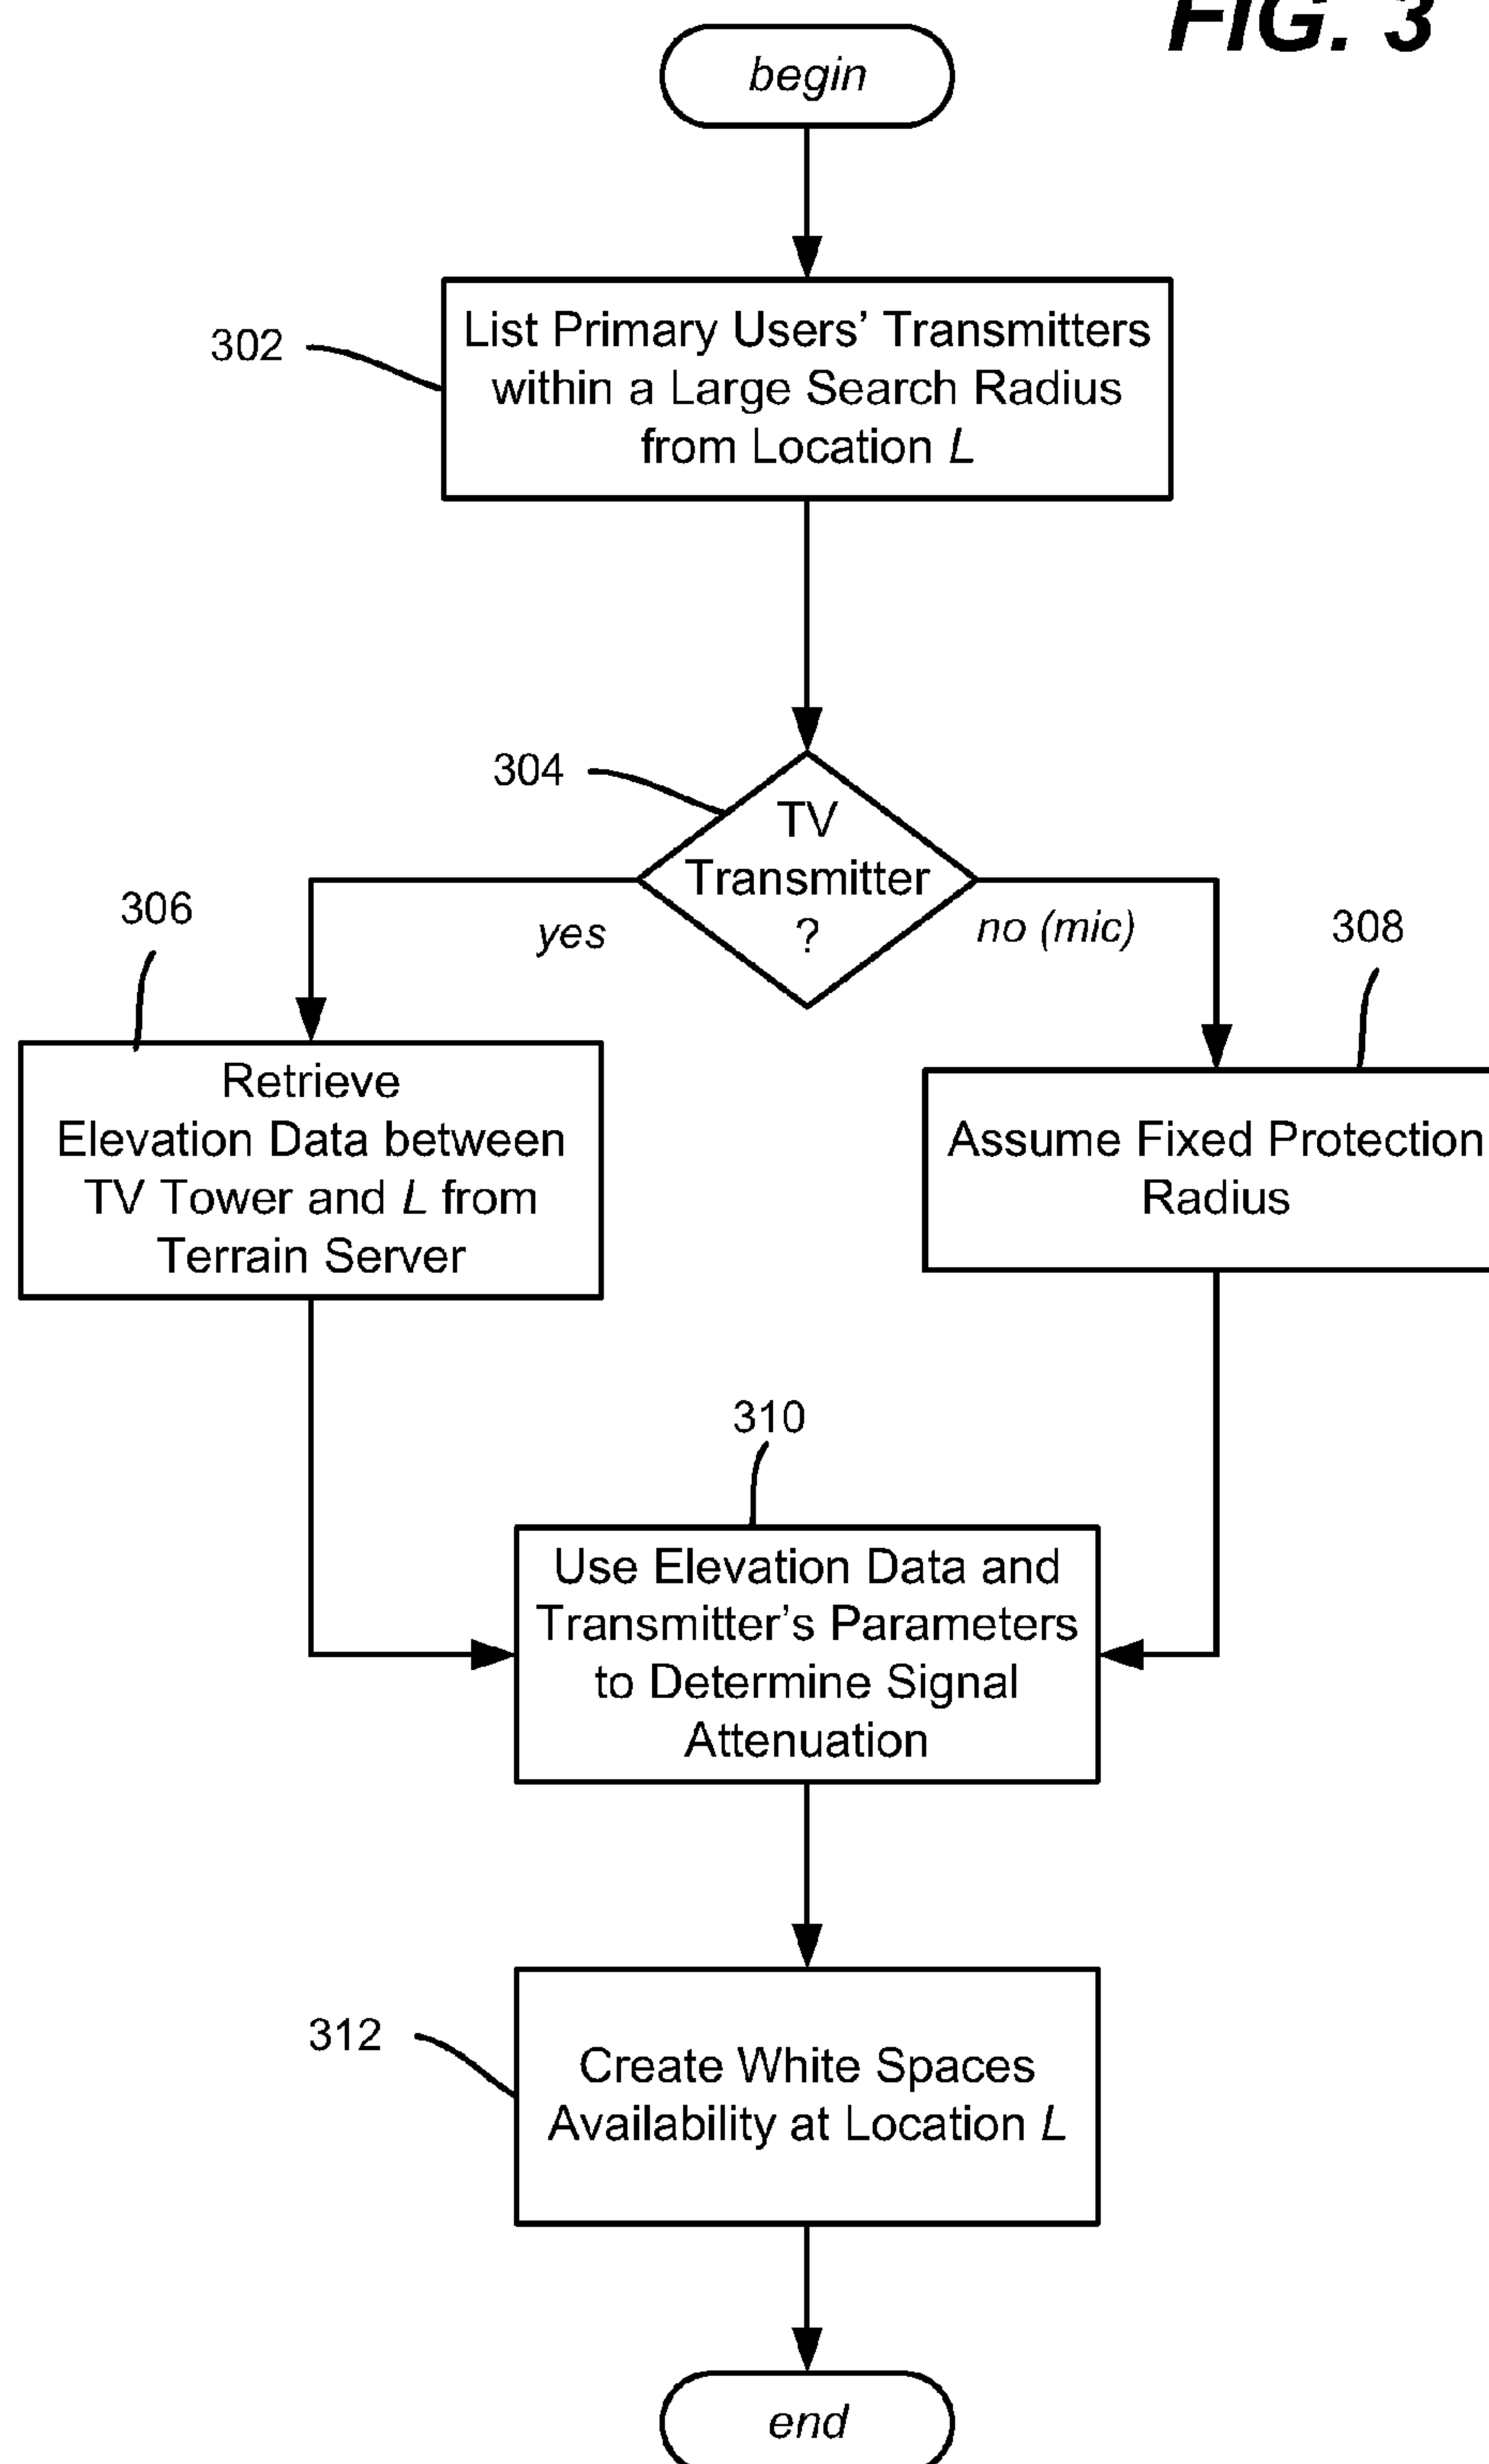 FIG. 3
begin
302
List Primary Users’ Transmitters
within a Large Search Radius
from Location L
304
TV
Transmitter
?
yes
no (mic)
306
308
Retrieve
Elevation Data between
TV Tower and L from
Terrain Server
Assume Fixed Protection
Radius
310
Use Elevation Data and
Transmitter’s Parameters
to Determine Signal
Attenuation
312
Create White Spaces
Availability at Location L
end